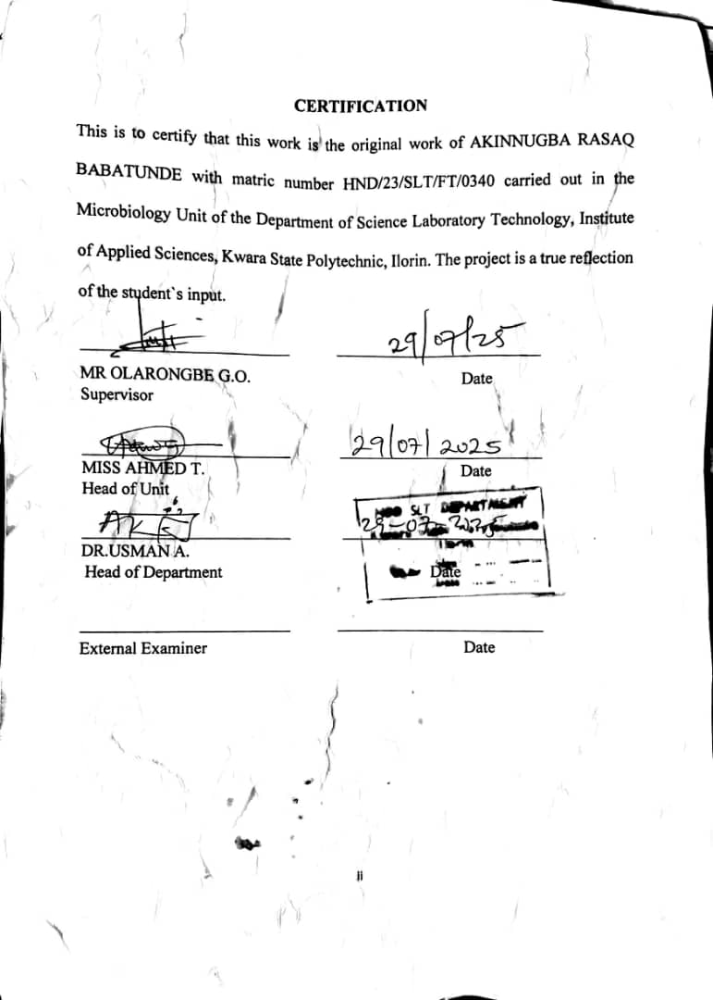 CERTIFICATION
This is to certify that this work is the original work of AKINNUGBA RASAQ
BABATUNDE with matric number HND/23/SLT/FT/0340 carried out in the
Microbiology Unit of the Department of Science Laboratory Technology, Institute
of Applied Sciences, Kwara State Polytechnic, Ilorin. The project is a true reflection
of the student`s input.
29/07/25
MR OLARONGBE G.O. Date
Supervisor
29/07/2025
MISS AHMED T. Date
Head of Unit
HOD SLT DEPARTMENT
29-07-2025
DR.USMAN A.
Head of Department Date
External Examiner Date
ii